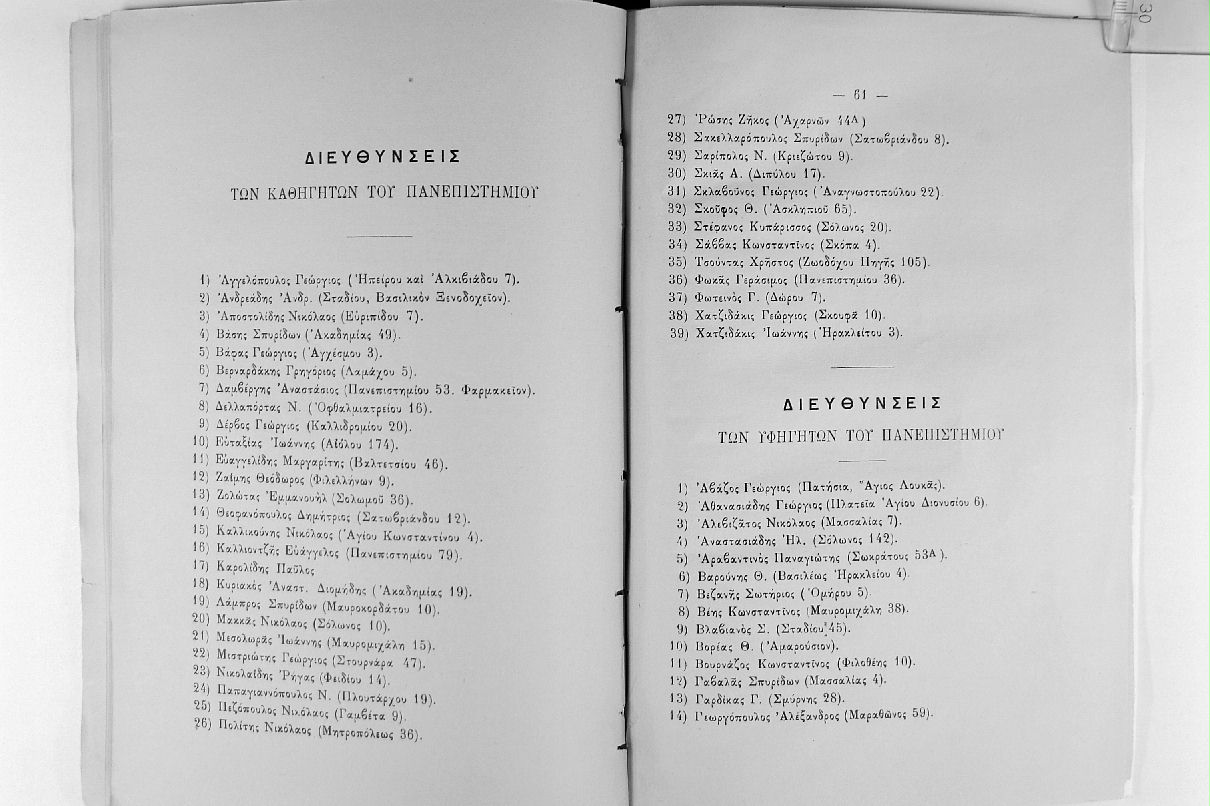 ΔΙΕΥΘΥΝΣΕΙΣ
ΤΩΝ ΚΑΘΗΓΗΤΩΝ ΤΟΥ ΠΑΝΕΠΙΣΤΗΜΙΟΥ
1) Ἀγγελόπουλος Γεώργιος (Ἠπείρου καὶ Ἀλκιβιάδου 7).
2) Ἀνδρεάδης Ἀνδρ. (Σταδίου, Βασιλικὸν Ξενοδοχεῖον).
3) Ἀποστολίδης Νικόλαος (Εὐριπίδου 7).
4) Βάσης Σπυρίδων (Ἀκαδημίας 49).
5) Βάφας Γεώργιος (Ἀγχέσμου 3).
6) Βερναρδάκης Γρηγόριος (Λαμάχου 5).
7) Δαμβέργης Ἀναστάσιος (Πανεπιστημίου 53. Φαρμακεῖον).
8) Δελλαπόρτας Ν. (Ὀφθαλμιατρείου 16).
9) Δέρβος Γεώργιος (Καλλιδρομίου 20).
10) Εὐταξίας Ἰωάννης (Αἰόλου 174).
11) Εὐαγγελίδης Μαργαρίτης (Βαλτετσίου 46).
12) Ζαΐμης Θεόδωρος (Φιλελλήνων 9).
13) Ζολώτας Ἐμμανουὴλ (Σολωμοῦ 36).
14) Θεοφανόπουλος Δημήτριος (Σατωβριάνδου 12).
15) Καλλικούνης Νικόλαος (Ἁγίου Κωνσταντίνου 4).
16) Καλλιοντζῆς Εὐάγγελος (Πανεπιστημίου 79).
17) Καρολίδης Παῦλος
18) Κυριακὸς Ἀναστ. Διομήδης (Ἀκαδημίας 19).
19) Λάμπρος Σπυρίδων (Μαυροκορδάτου 10).
20) Μακκᾶς Νικόλαος (Σόλωνος 10).
21) Μεσολωρᾶς Ἰωάννης (Μαυρομιχάλη 15).
22) Μιστριώτης Γεώργιος (Στουρνάρα 47).
23) Νικολαΐδης Ῥήγας (Φειδίου 14).
24) Παπαγιαννόπουλος Ν. (Πλουτάρχου 19).
25) Πεζόπουλος Νικόλαος (Γαμβέτα 9).
26) Πολίτης Νικόλαος (Μητροπόλεως 36).
— 61 —
27) Ῥώσης Ζῆκος (Ἀχαρνῶν 44Α)
28) Σακελλαρόπουλος Σπυρίδων (Σατωβριάνδου 8).
29) Σαρίπολος Ν. (Κριεζώτου 9).
30) Σκιᾶς Α. (Διπύλου 17).
31) Σκλαβοῦνος Γεώργιος (Ἀναγνωστοπούλου 22).
32) Σκοῦφος Θ. (Ἀσκληπιοῦ 65).
33) Στέφανος Κυπάρισσος (Σόλωνος 20).
34) Σάββας Κωνσταντῖνος (Σκόπα 4).
35) Τσούντας Χρῆστος (Ζωοδόχου Πηγῆς 105).
36) Φωκᾶς Γεράσιμος (Πανεπιστημίου 36).
37) Φωτεινὸς Γ. (Δώρου 7).
38) Χατζιδάκις Γεώργιος (Σκουφᾶ 10).
39) Χατζιδάκις Ἰωάννης (Ἡρακλείτου 3).
ΔΙΕΥΘΥΝΣΕΙΣ
ΤΩΝ ΥΦΗΓΗΤΩΝ ΤΟΥ ΠΑΝΕΠΙΣΤΗΜΙΟΥ
1) Ἀβάζος Γεώργιος (Πατήσια, Ἅγιος Λουκᾶς).
2) Ἀθανασιάδης Γεώργιος (Πλατεῖα Ἁγίου Διονυσίου 6).
3) Ἀλεβιζᾶτος Νικόλαος (Μασσαλίας 7).
4) Ἀναστασιάδης Ἠλ. (Σόλωνος 142).
5) Ἀραβαντινὸς Παναγιώτης (Σωκράτους 53Α).
6) Βαρούνης Θ. (Βασιλέως Ἡρακλείου 4).
7) Βιζανῆς Σωτήριος (Ὁμήρου 5).
8) Βέης Κωνσταντῖνος (Μαυρομιχάλη 38).
9) Βλαβιανὸς Σ. (Σταδίου 45).
10) Βορέας Θ. (Ἀμαρούσιον).
11) Βουρνάζος Κωνσταντῖνος (Φιλοθέης 10).
12) Γαβαλᾶς Σπυρίδων (Μασσαλίας 4).
13) Γαρδίκας Γ. (Σμύρνης 28).
14) Γεωργόπουλος Ἀλέξανδρος (Μαραθῶνος 59).
30